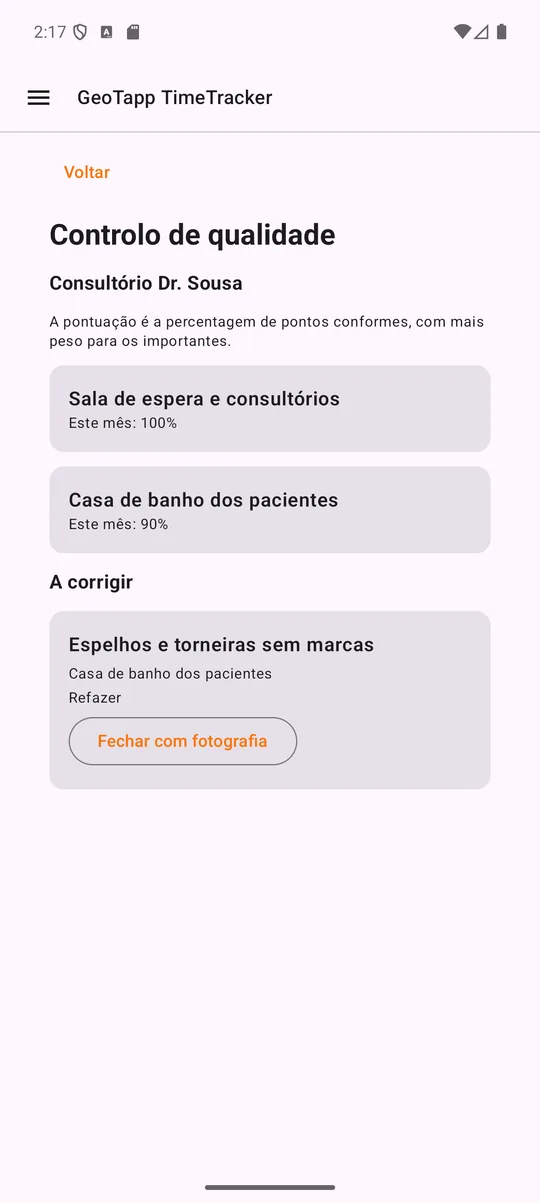 2:17
GeoTapp TimeTracker
Voltar
Controlo de qualidade
Consultório Dr. Sousa
A pontuação é a percentagem de pontos conformes, com mais
peso para os importantes.
Sala de espera e consultórios
Este mês: 100%
Casa de banho dos pacientes
Este mês: 90%
A corrigir
Espelhos e torneiras sem marcas
Casa de banho dos pacientes
Refazer
Fechar com fotografia